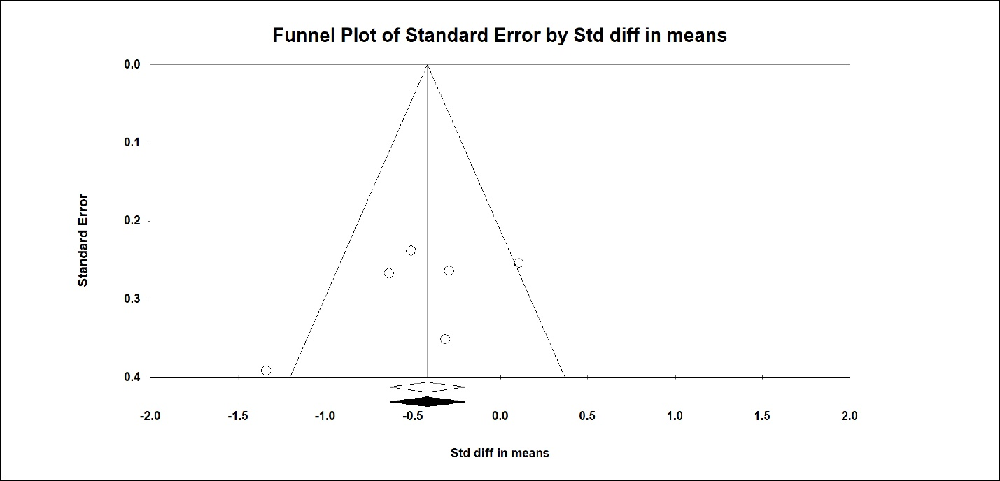 Funnel Plot of Standard Error by Std diff in means
0.0
0.1
0.2
0.3
0.4
Standard Error
-2.0 -1.5 -1.0 -0.5 0.0 0.5 1.0 1.5 2.0
Std diff in means